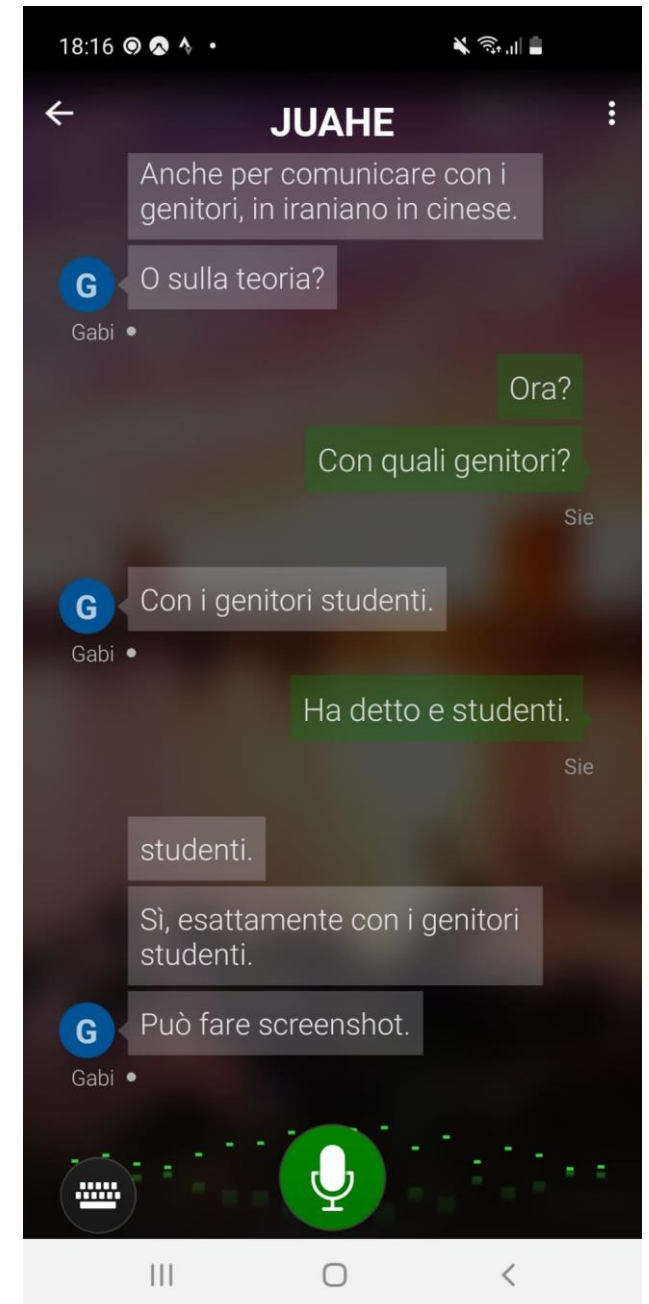 18:16
JUAHE
Anche per comunicare con i
genitori, in iraniano in cinese.
G
O sulla teoria?
Gabi
Ora?
Con quali genitori?
Sie
G
Con i genitori studenti.
Gabi
Ha detto e studenti.
Sie
studenti.
Sì, esattamente con i genitori
studenti.
G
Può fare screenshot.
Gabi